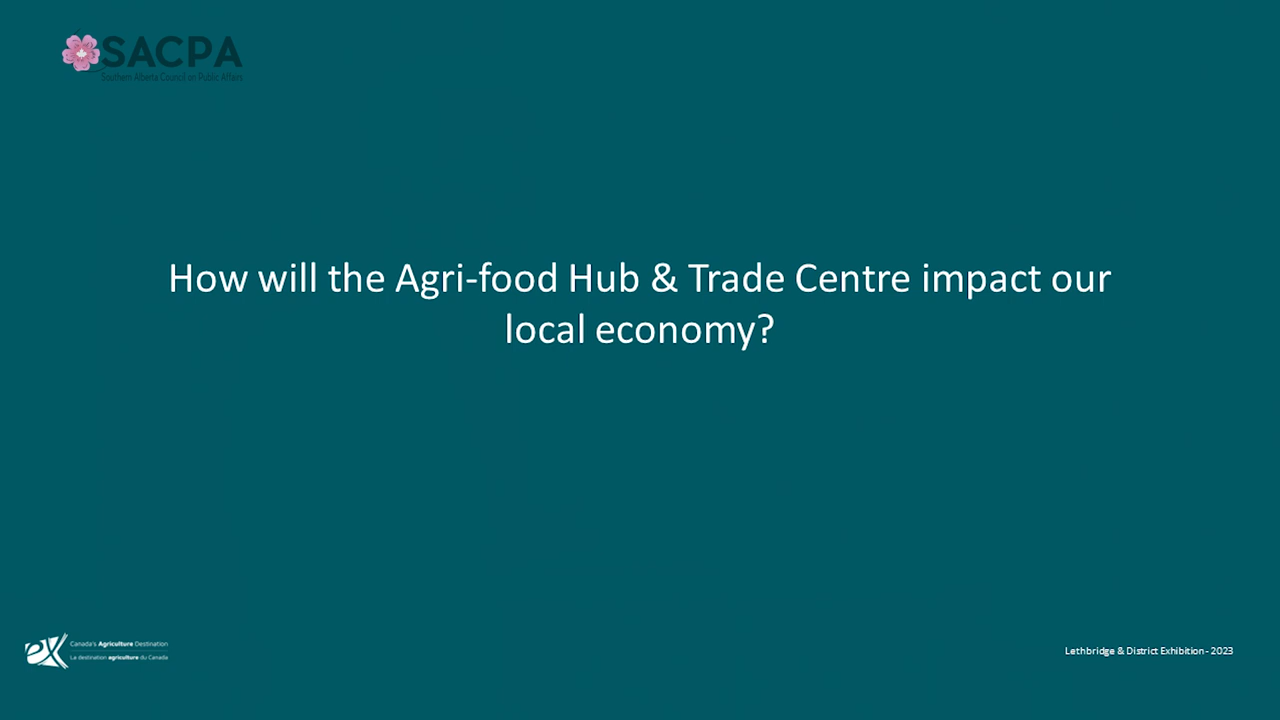 SACPA
Southern Alberta Council on Public Affairs
How will the Agri-food Hub & Trade Centre impact our
local economy?
ex
Canada's Agriculture Destination
La destination agriculture du Canada
Lethbridge & District Exhibition - 2023